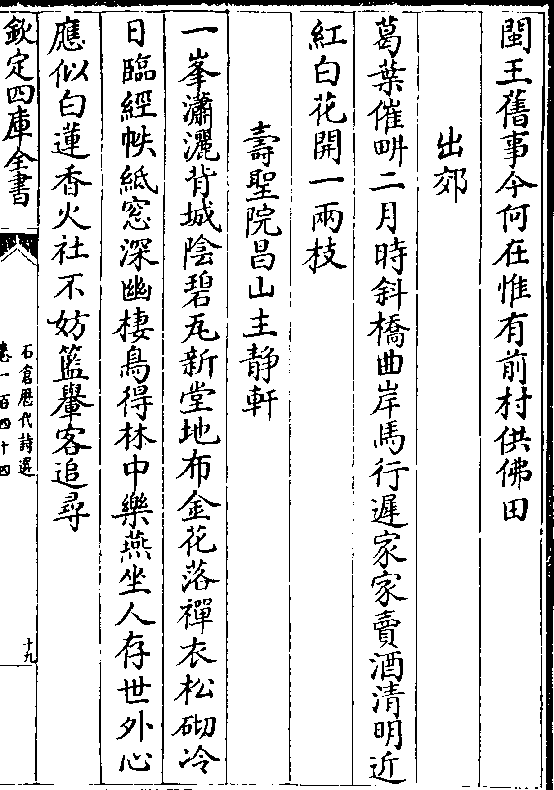 閩王舊事今何在惟有前村供佛田
出郊
葛葉催畊二月時斜橋曲岸馬行遲家家賣酒清明近
紅白花開一兩枝
壽聖院昌山主靜軒
一峯瀟灑背城陰碧瓦新堂地布金花落禪衣松砌冷
日臨經帙紙窓深幽棲鳥得林中樂燕坐人存世外心
應似白蓮香火社不妨籃轝客追尋
欽定四庫全書
石倉歷代詩選
卷一百四十四
十九